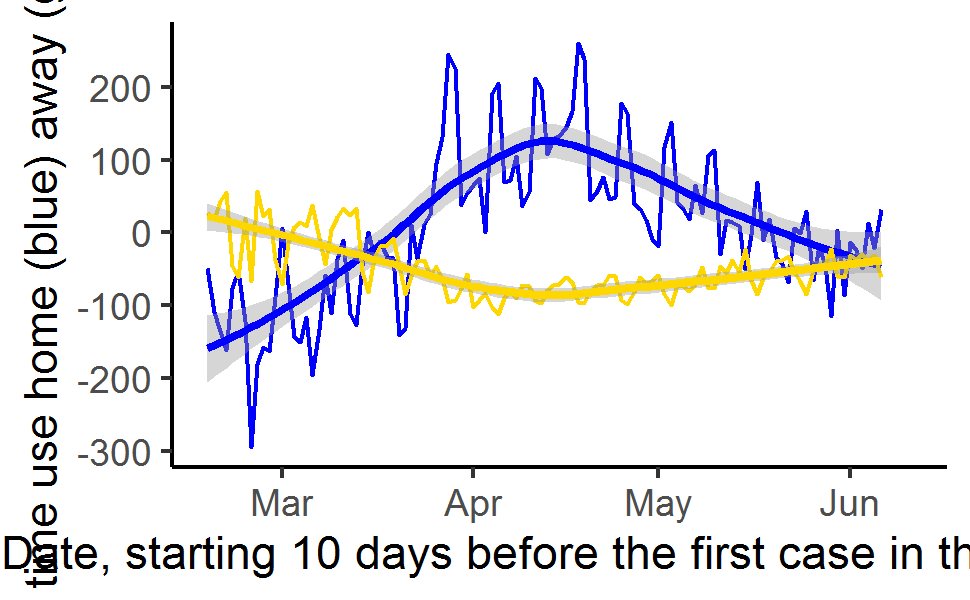 time use home (blue) away (
200
100
0
-100
-200
-300
Mar Apr May Jun
Date, starting 10 days before the first case in th